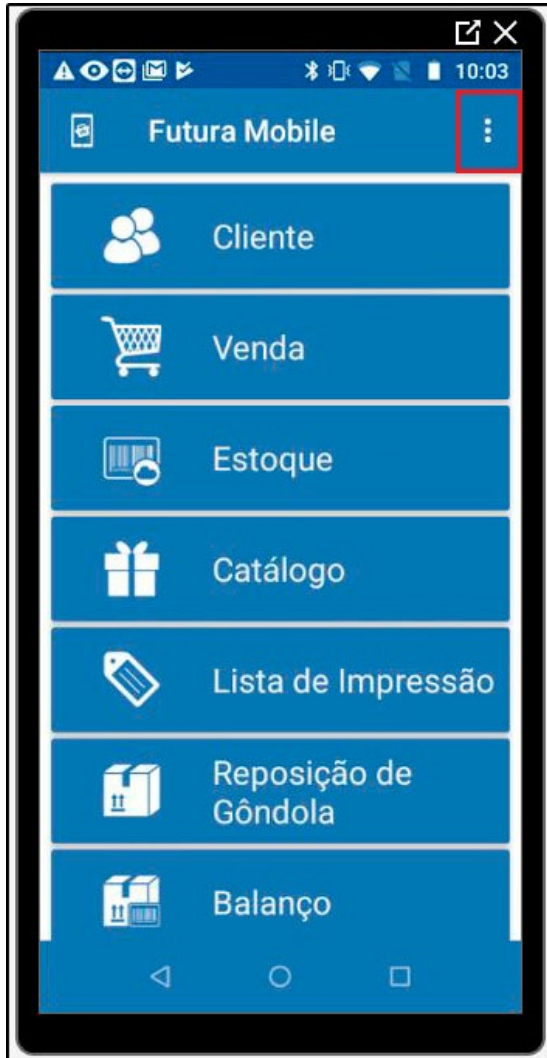 10:03
Futura Mobile
Cliente
Venda
Estoque
Catálogo
Lista de Impressão
Reposição de
Gôndola
Balanço